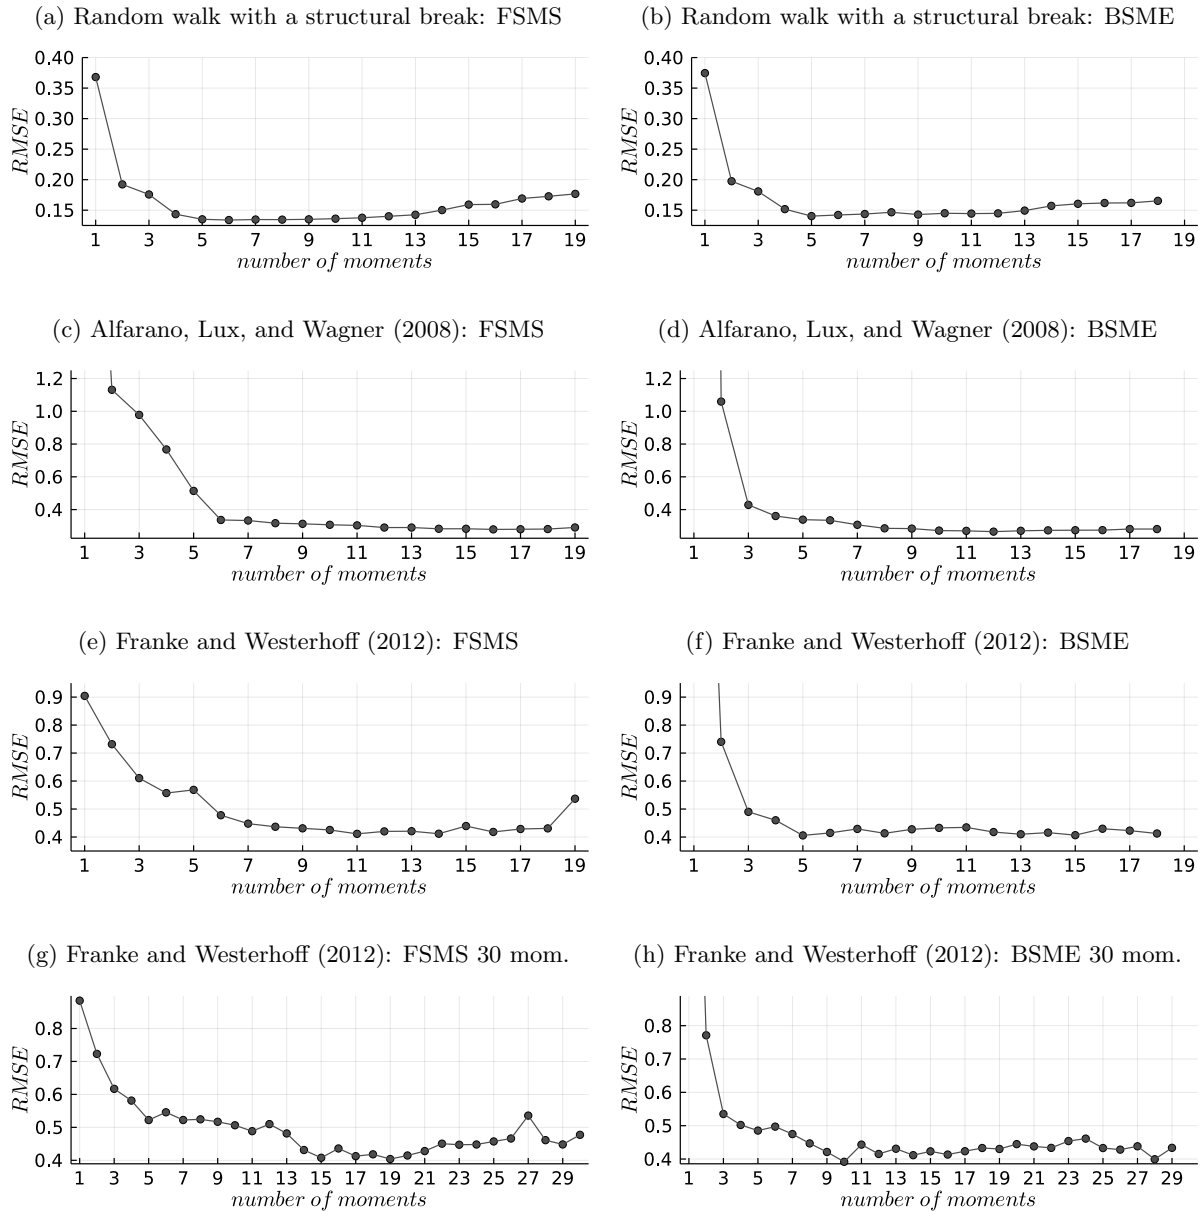 (a) Random walk with a structural break: FSMS
(b) Random walk with a structural break: BSME
0.40
0.35
0.30
0.25
0.20
0.15
RMSE
1 3 5 7 9 11 13 15 17 19
number of moments
0.40
0.35
0.30
0.25
0.20
0.15
RMSE
1 3 5 7 9 11 13 15 17 19
number of moments
(c) Alfarano, Lux, and Wagner (2008): FSMS
(d) Alfarano, Lux, and Wagner (2008): BSME
1.2
1.0
0.8
0.6
0.4
RMSE
1 3 5 7 9 11 13 15 17 19
number of moments
1.2
1.0
0.8
0.6
0.4
RMSE
1 3 5 7 9 11 13 15 17 19
number of moments
(e) Franke and Westerhoff (2012): FSMS
(f) Franke and Westerhoff (2012): BSME
0.9
0.8
0.7
0.6
0.5
0.4
RMSE
1 3 5 7 9 11 13 15 17 19
number of moments
0.9
0.8
0.7
0.6
0.5
0.4
RMSE
1 3 5 7 9 11 13 15 17 19
number of moments
(g) Franke and Westerhoff (2012): FSMS 30 mom.
(h) Franke and Westerhoff (2012): BSME 30 mom.
0.8
0.7
0.6
0.5
0.4
RMSE
1 3 5 7 9 11 13 15 17 19 21 23 25 27 29
number of moments
0.8
0.7
0.6
0.5
0.4
RMSE
1 3 5 7 9 11 13 15 17 19 21 23 25 27 29
number of moments